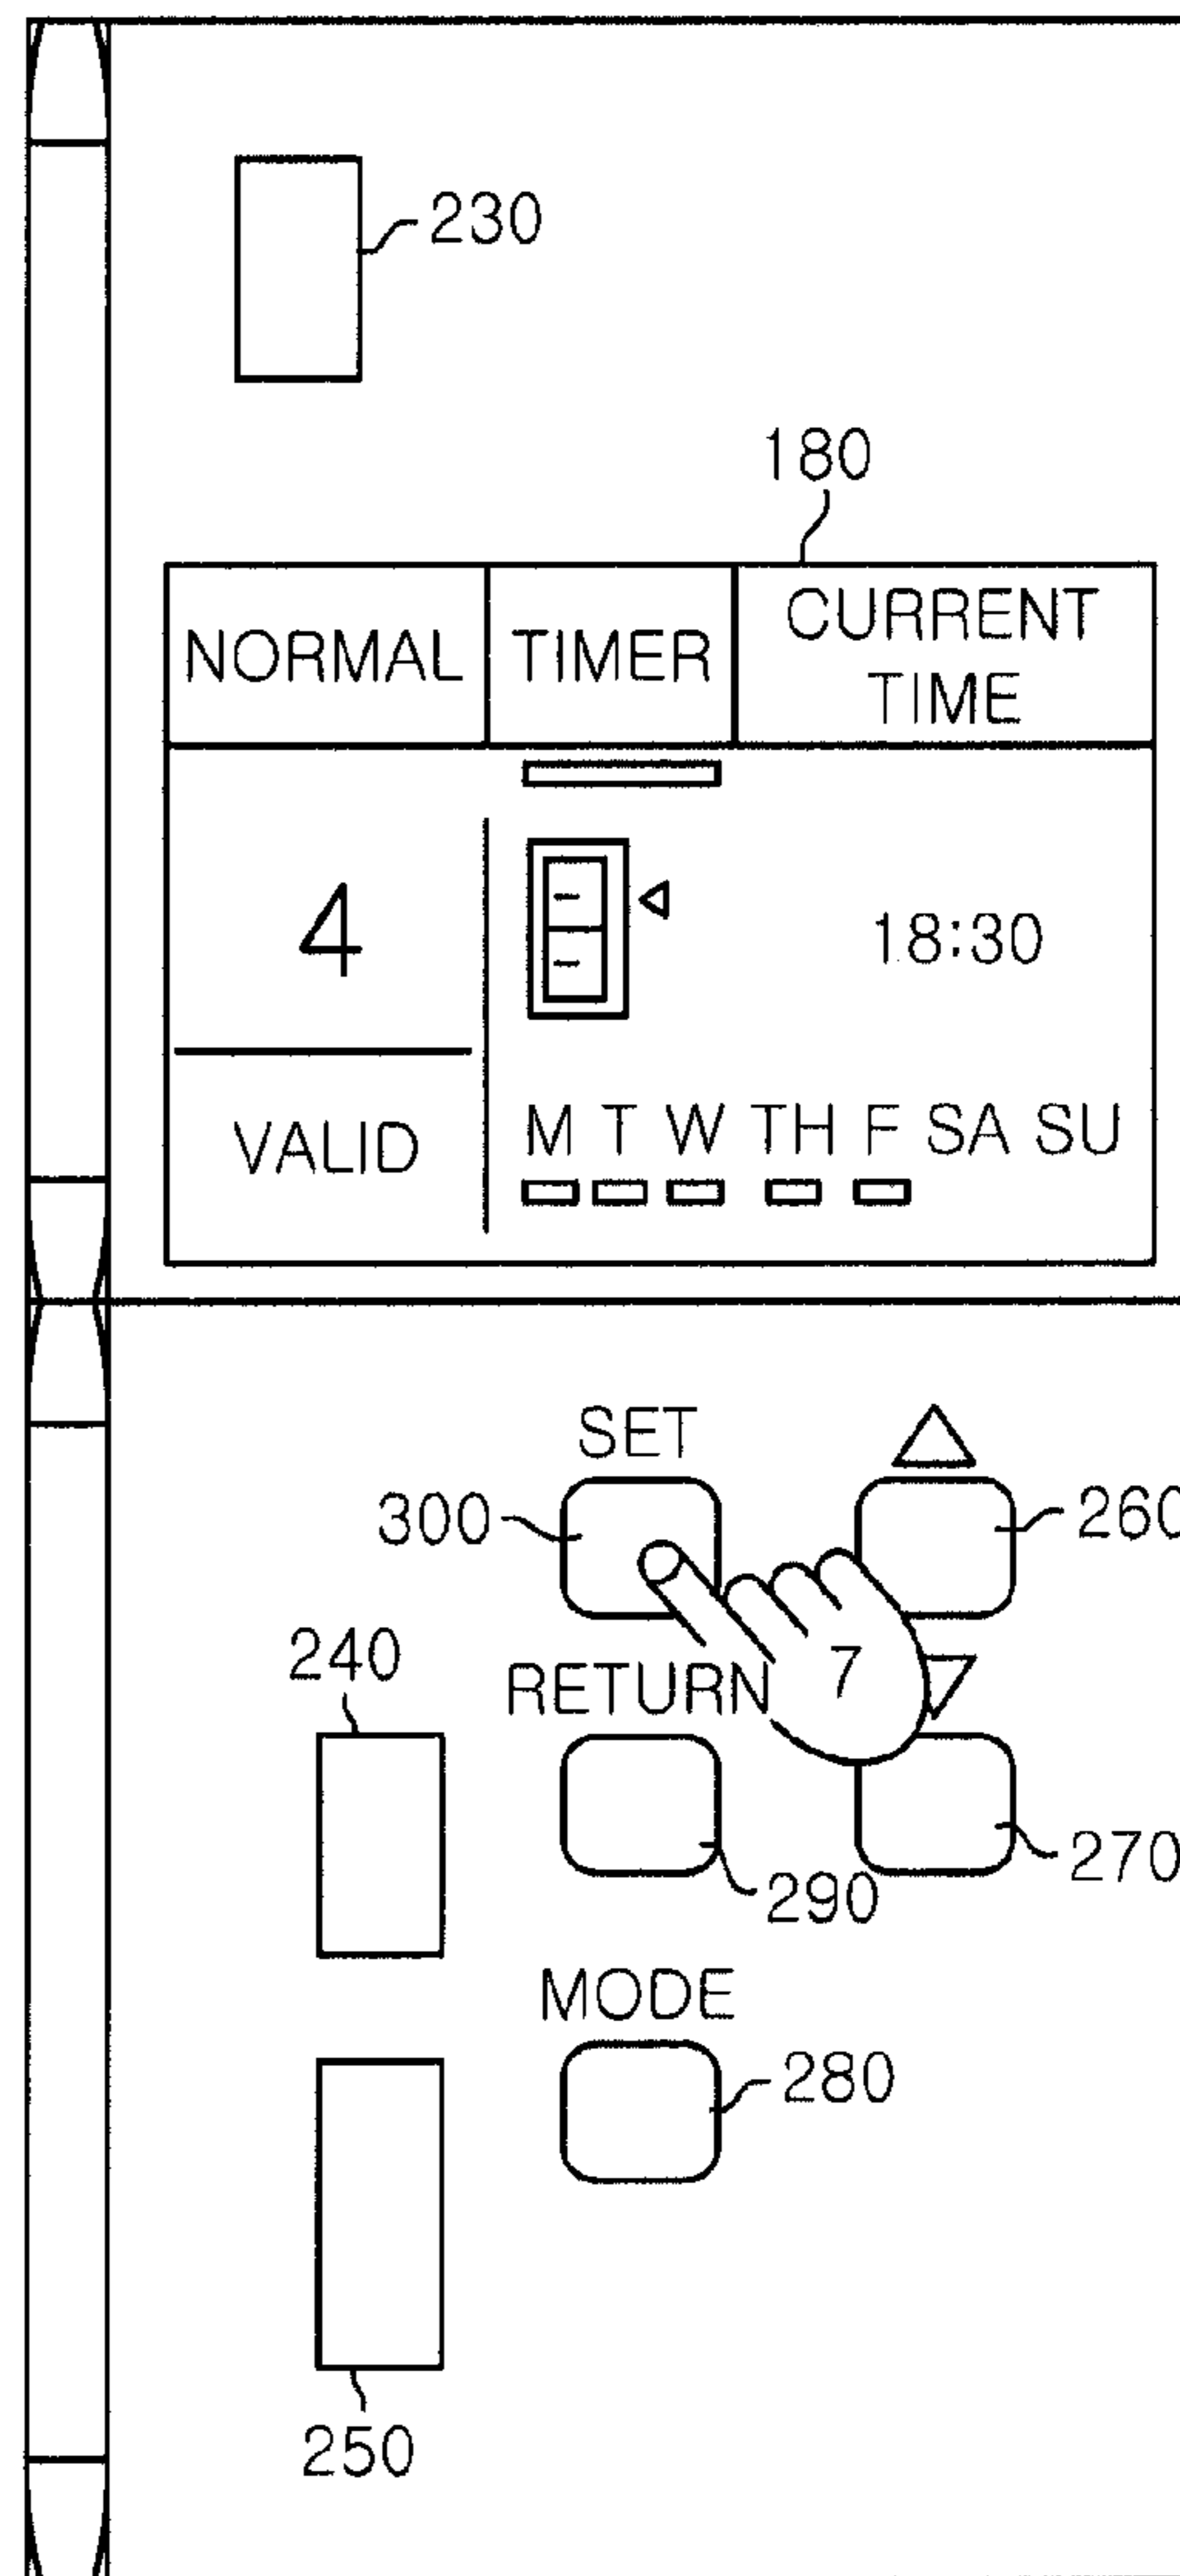 230
180
NORMAL TIMER CURRENT TIME
4
18:30
VALID
M T W TH F SA SU
SET
300
260
7
240
RETURN
290
270
MODE
280
250